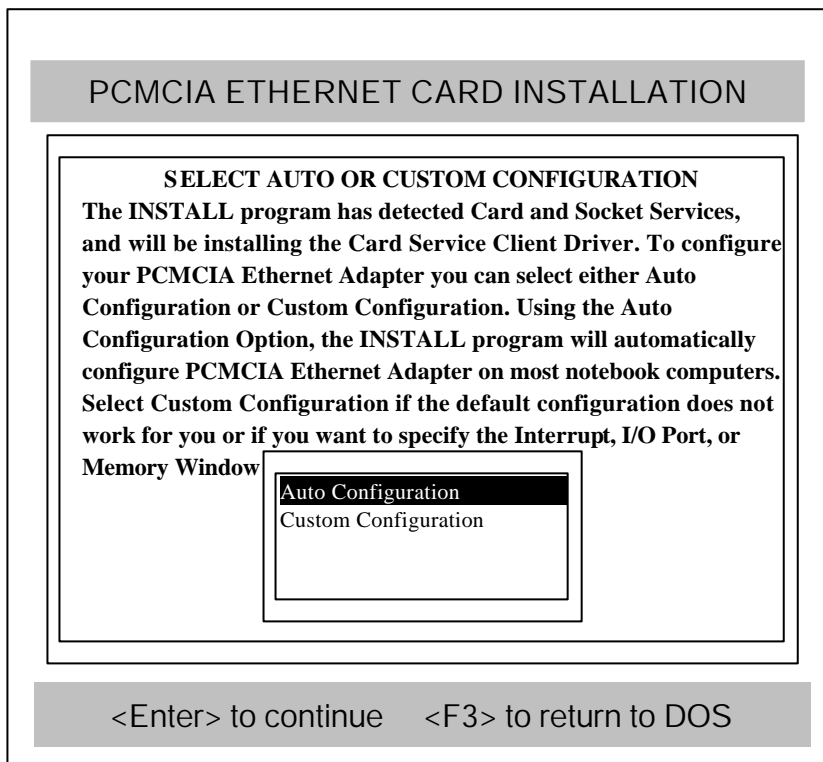 PCMCIA ETHERNET CARD INSTALLATION
SELECT AUTO OR CUSTOM CONFIGURATION
The INSTALL program has detected Card and Socket Services,
and will be installing the Card Service Client Driver. To configure
your PCMCIA Ethernet Adapter you can select either Auto
Configuration or Custom Configuration. Using the Auto
Configuration Option, the INSTALL program will automatically
configure PCMCIA Ethernet Adapter on most notebook computers.
Select Custom Configuration if the default configuration does not
work for you or if you want to specify the Interrupt, I/O Port, or
Memory Window
Auto Configuration
Custom Configuration
<Enter> to continue <F3> to return to DOS